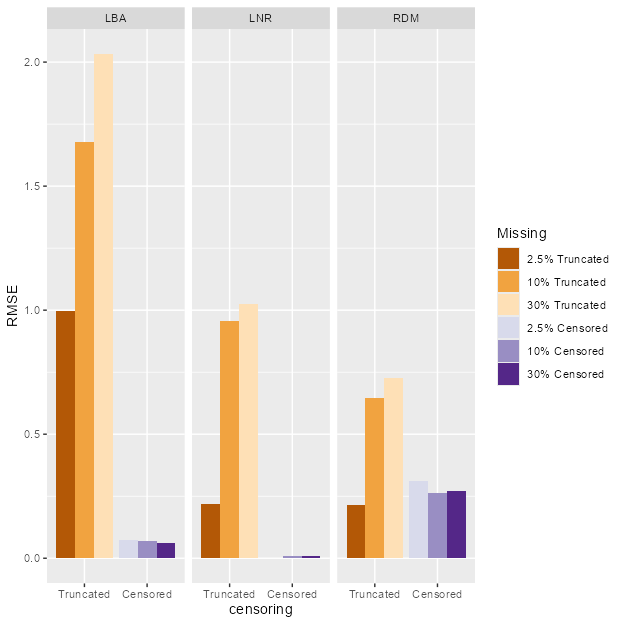 LBA LNR RDM
2.0
1.5
1.0
0.5
0.0
RMSE
Truncated Censored Truncated Censored Truncated Censored
censoring
Missing
2.5% Truncated
10% Truncated
30% Truncated
2.5% Censored
10% Censored
30% Censored